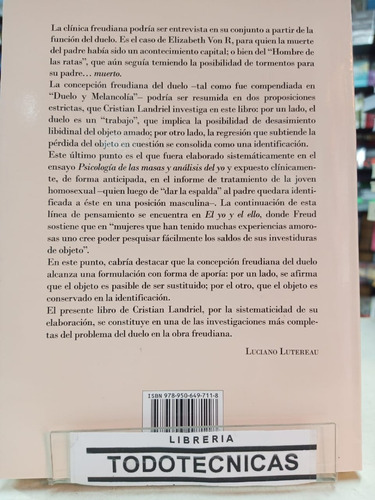 La clínica freudiana podría ser entrevista en su conjunto a partir de la
función del duelo. Es el caso de Elizabeth Von R, para quien la muerte
del padre había sido un acontecimiento capital; o bien del "Hombre de
las ratas", que aún seguía temiendo la posibilidad de tormentos para
su padre... muerto.
La concepción freudiana del duelo –tal como fue compendiada en
"Duelo y Melancolía"– podría ser resumida en dos proposiciones
estrictas, que Cristian Landriel investiga en este libro: por un lado, el
duelo es un "trabajo", que implica la posibilidad de desasimiento
libidinal del objeto amado; por otro lado, la regresión que subtiende la
pérdida del objeto en cuestión se consolida como una identificación.
Este último punto es el que fuera elaborado sistemáticamente en el
ensayo Psicología de las masas y análisis del yo y expuesto clínicamen-
te, de forma anticipada, en el informe de tratamiento de la joven
homosexual –quien luego de "dar la espalda" al padre quedara identi-
ficada a éste en una posición masculina–. La continuación de esta
línea de pensamiento se encuentra en El yo y el ello, donde Freud
sostiene que en "mujeres que han tenido muchas experiencias amoro-
sas uno cree poder pesquisar fácilmente los saldos de sus investiduras
de objeto".
En este punto, cabría destacar que la concepción freudiana del duelo
alcanza una formulación con forma de aporía: por un lado, se afirma
que el objeto es pasible de ser sustituido; por el otro, que el objeto es
conservado en la identificación.
El presente libro de Cristian Landriel, por la sistematicidad de su
elaboración, se constituye en una de las investigaciones más comple-
tas del problema del duelo en la obra freudiana.
LUCIANO LUTEREAU
ISBN 978-950-649-711-8
LIBRERIA
TODOTECNICAS